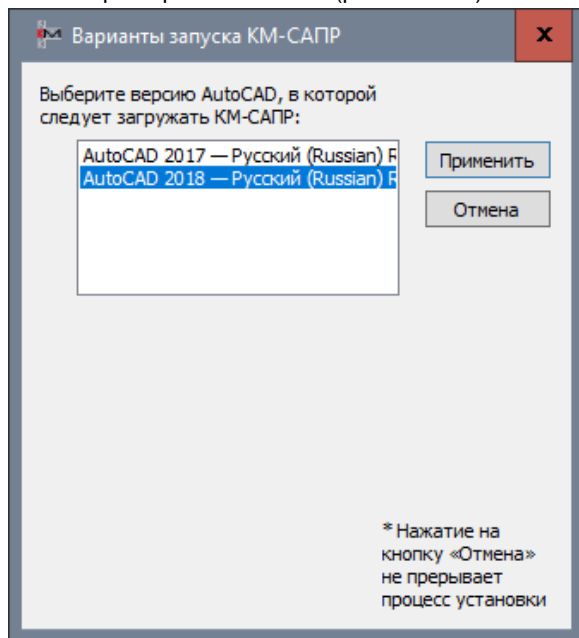 Варианты запуска КМ-САПР
x
Выберите версию AutoCAD, в которой
следует загружать КМ-САПР:
AutoCAD 2017 — Русский (Russian) R
AutoCAD 2018 — Русский (Russian) R
Применить
Отмена
* Нажатие на
кнопку «Отмена»
не прерывает
процесс установки